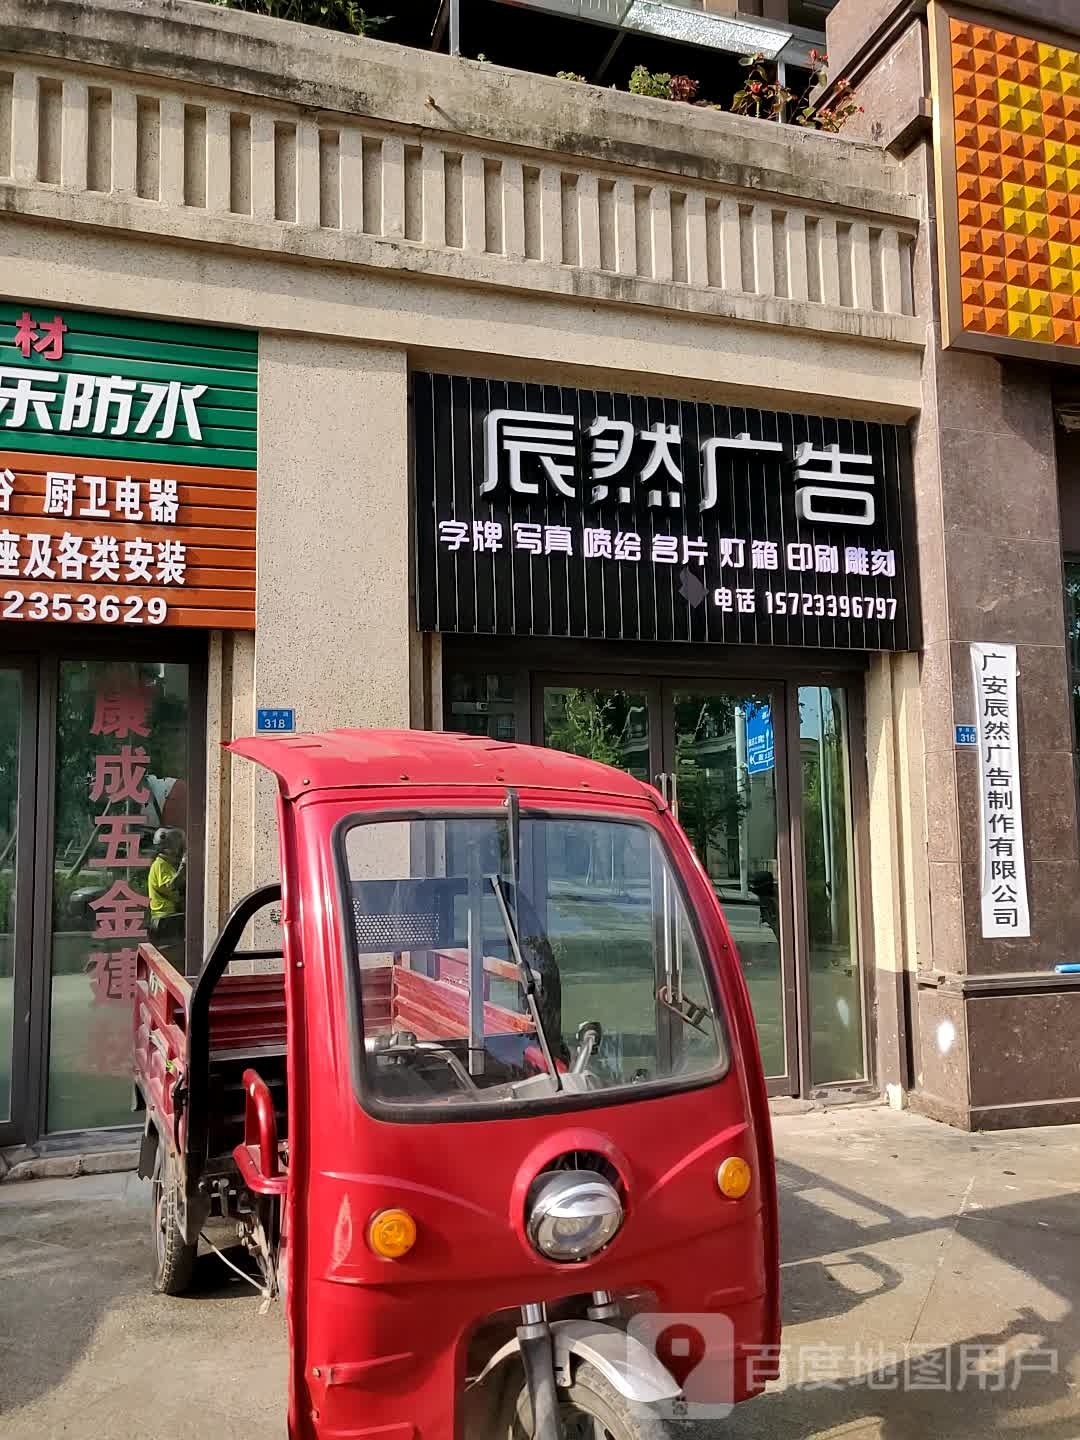 材
乐防水
浴 厨卫电器
座及各类安装
2353629
康成五金建
318
辰然广告
字牌 写真 喷绘 名片 灯箱 印刷 雕刻
电话 15723396797
316
广安辰然广告制作有限公司
百度地图用户